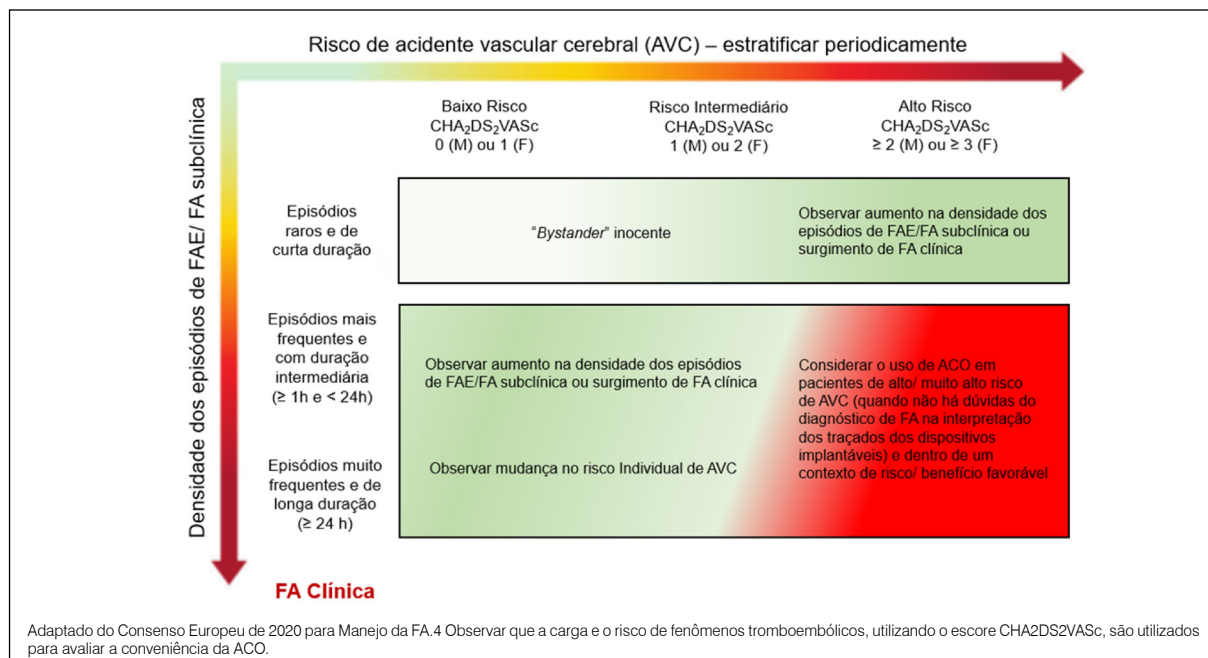 Risco de acidente vascular cerebral (AVC) – estratificar periodicamente
Densidade dos episódios de FAE/ FA subclínica
Baixo Risco
CHA₂DS₂VASc
0 (M) ou 1 (F)
Risco Intermediário
CHA₂DS₂VASc
1 (M) ou 2 (F)
Alto Risco
CHA₂DS₂VASc
≥ 2 (M) ou ≥ 3 (F)
Episódios
raros e de
curta duração
"Bystander" inocente
Observar aumento na densidade dos
episódios de FAE/FA subclínica ou
surgimento de FA clínica
Episódios mais
frequentes e
com duração
intermediária
(≥ 1h e < 24h)
Observar aumento na densidade dos episódios
de FAE/FA subclínica ou surgimento de FA clínica
Considerar o uso de ACO em
pacientes de alto/ muito alto risco
de AVC (quando não há dúvidas do
diagnóstico de FA na interpretação
dos traçados dos dispositivos
implantáveis) e dentro de um
contexto de risco/ benefício favorável
Episódios muito
frequentes e de
longa duração
(≥ 24 h)
Observar mudança no risco Individual de AVC
FA Clínica
Adaptado do Consenso Europeu de 2020 para Manejo da FA.4 Observar que a carga e o risco de fenômenos tromboembólicos, utilizando o escore CHA2DS2VASc, são utilizados
para avaliar a conveniência da ACO.